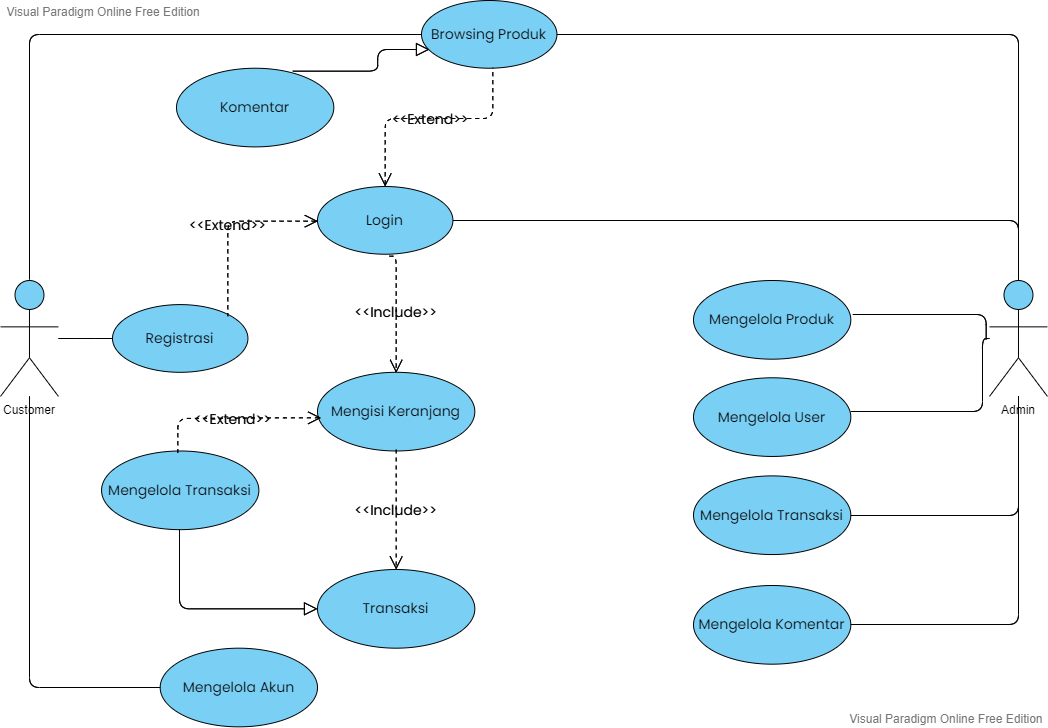 Visual Paradigm Online Free Edition
Browsing Produk
Komentar
<<Extend>>
Login
<<Extend>>
Mengelola Produk
<<Include>>
Registrasi
Customer
Admin
Mengisi Keranjang
<<Extend>>
Mengelola User
Mengelola Transaksi
<<Include>>
Mengelola Transaksi
Transaksi
Mengelola Komentar
Mengelola Akun
Visual Paradigm Online Free Edition